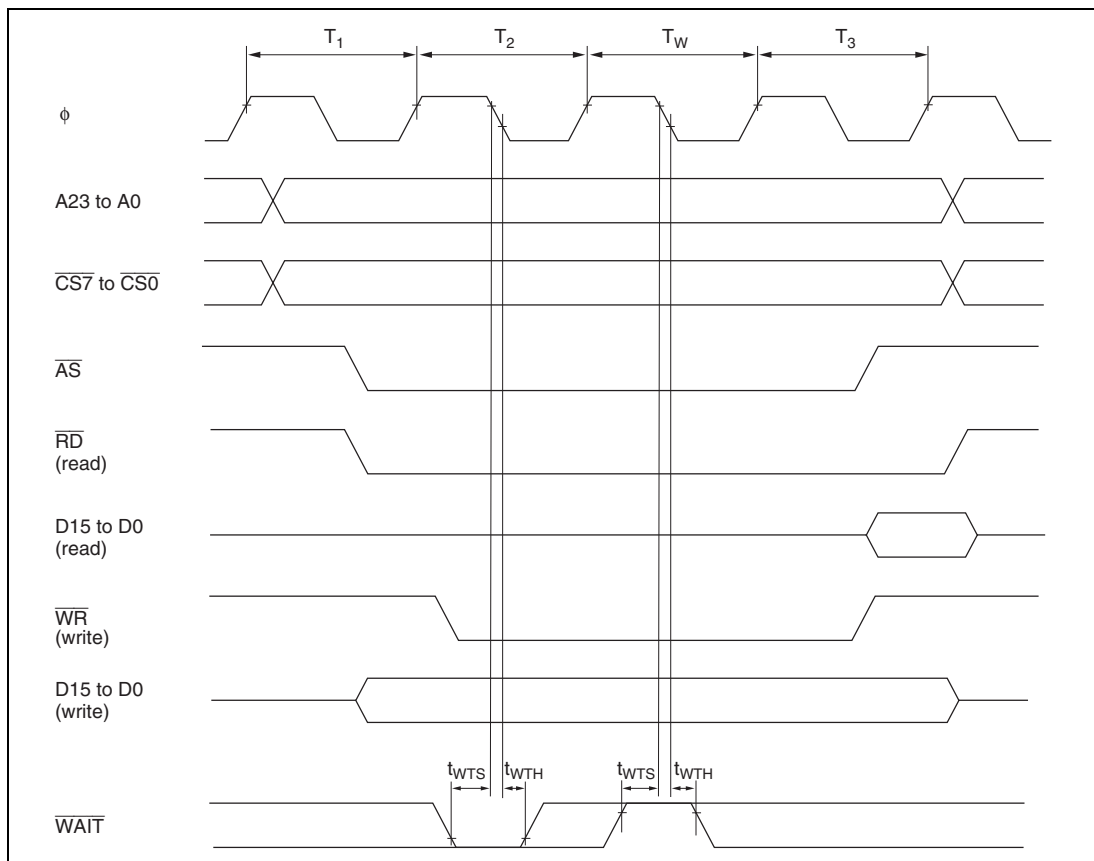 T1 T2 TW T3
φ
A23 to A0
CS7 to CS0
AS
RD
(read)
D15 to D0
(read)
WR
(write)
D15 to D0
(write)
tWTS tWTH tWTS tWTH
WAIT